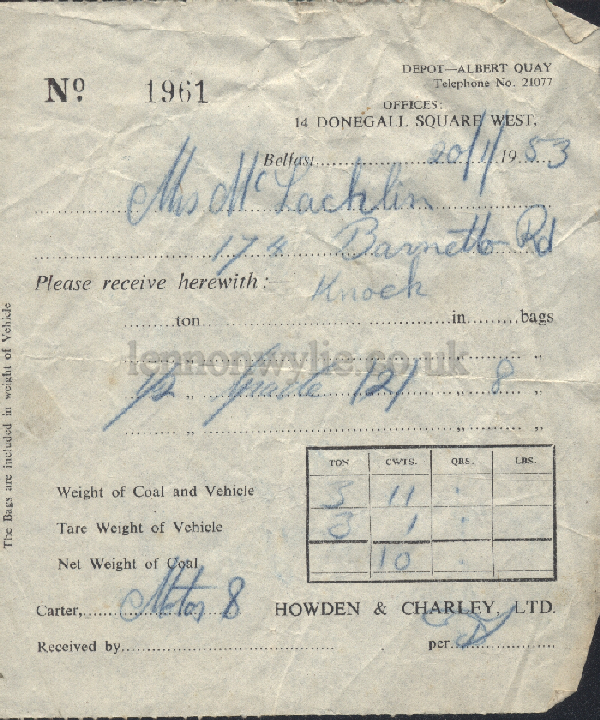 DEPOT—ALBERT QUAY
Telephone No. 21077
Nº 1961
OFFICES:
14 DONEGALL SQUARE WEST,
Belfast 20/1/1953
Mrs McLachlin
174 Barnetts Rd
Please receive herewith:— Knock
ton in bags
" " "
lennonwylie.co.uk
1/2 " 121 8 "
" " "
The Bags are included in weight of Vehicle
TON CWTS. QRS. LBS.
Weight of Coal and Vehicle 3 11 .
Tare Weight of Vehicle 3 1 .
Net Weight of Coal 10 .
Carter, Motor 8 HOWDEN & CHARLEY, LTD.
Received by per